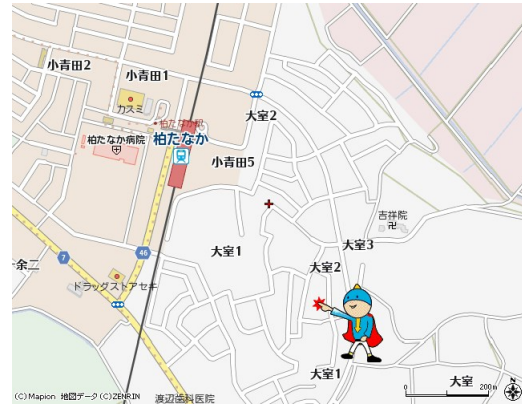 小青田2
小青田1
カスミ
大室2
柏たなか駅
柏たなか病院
柏たなか
小青田5
吉祥院
大室1
大室3
46
大室2
7
余二
ドラッグストアセキ
大室1
大室
0
200m
(C)Mapion 地図データ(C)ZENRIN
渡辺歯科医院